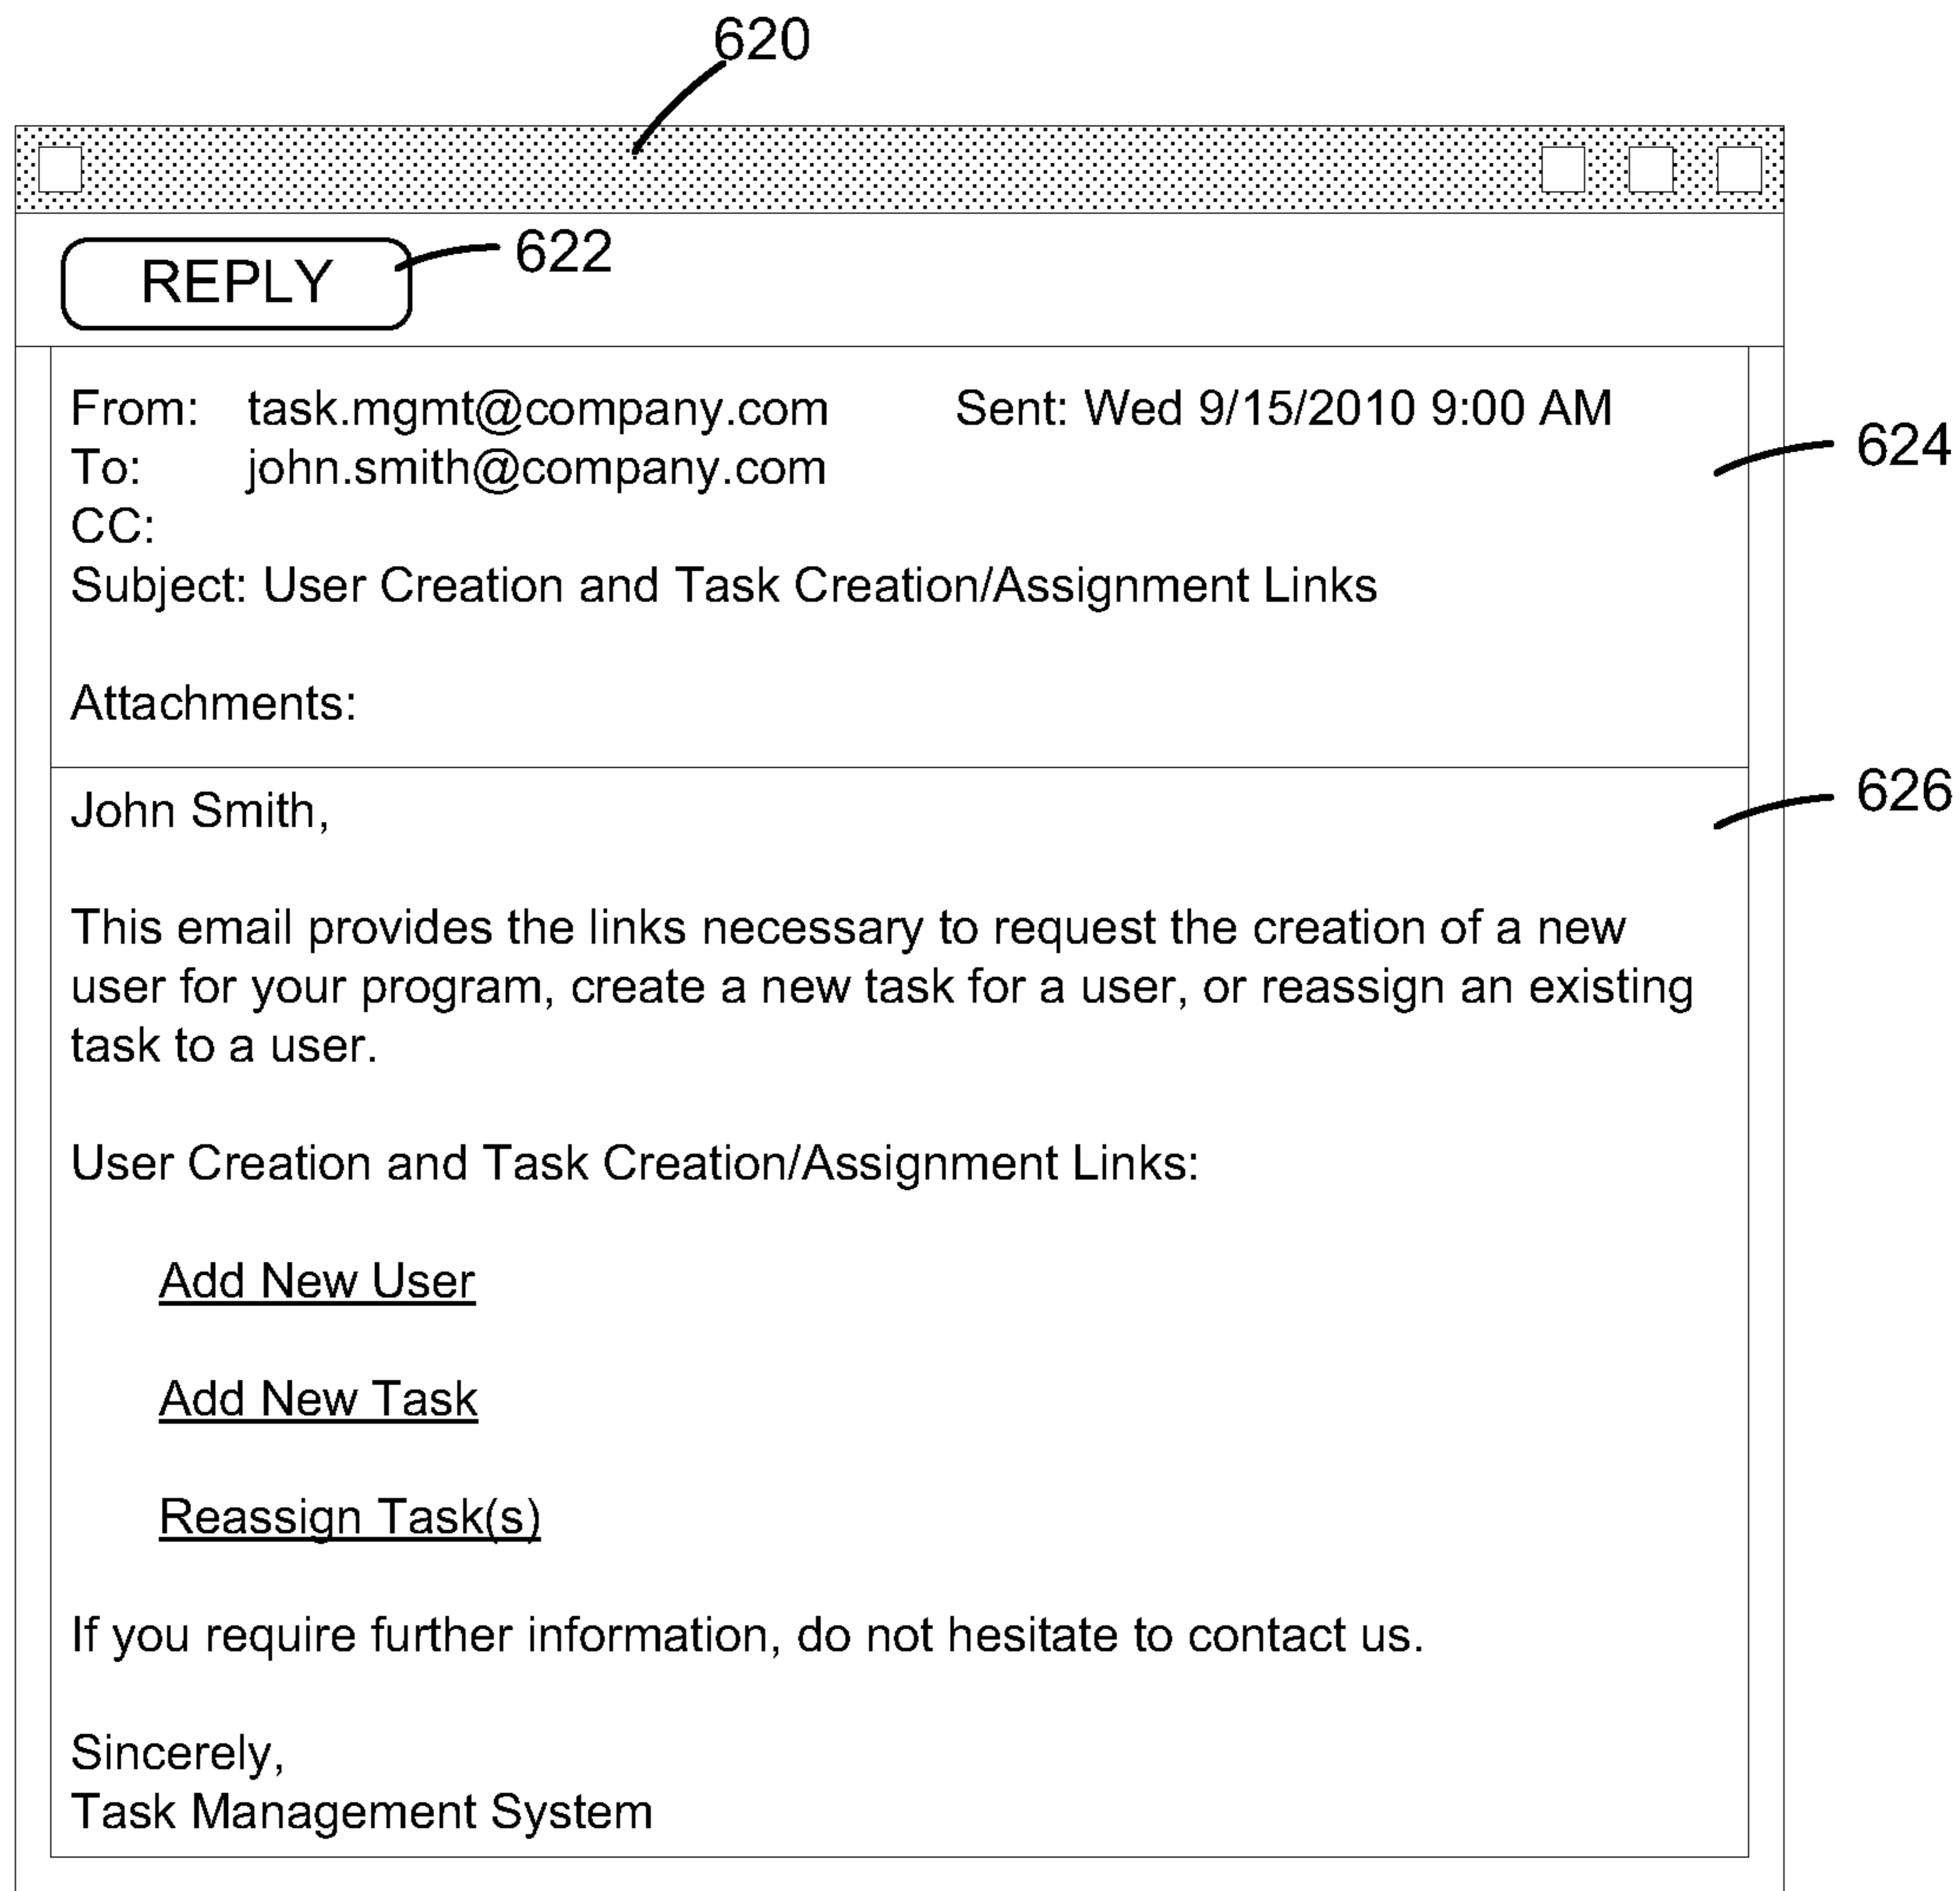 620
REPLY
622
From: task.mgmt@company.com Sent: Wed 9/15/2010 9:00 AM
624
To: john.smith@company.com
CC:
Subject: User Creation and Task Creation/Assignment Links
Attachments:
626
John Smith,
This email provides the links necessary to request the creation of a new
user for your program, create a new task for a user, or reassign an existing
task to a user.
User Creation and Task Creation/Assignment Links:
Add New User
Add New Task
Reassign Task(s)
If you require further information, do not hesitate to contact us.
Sincerely,
Task Management System